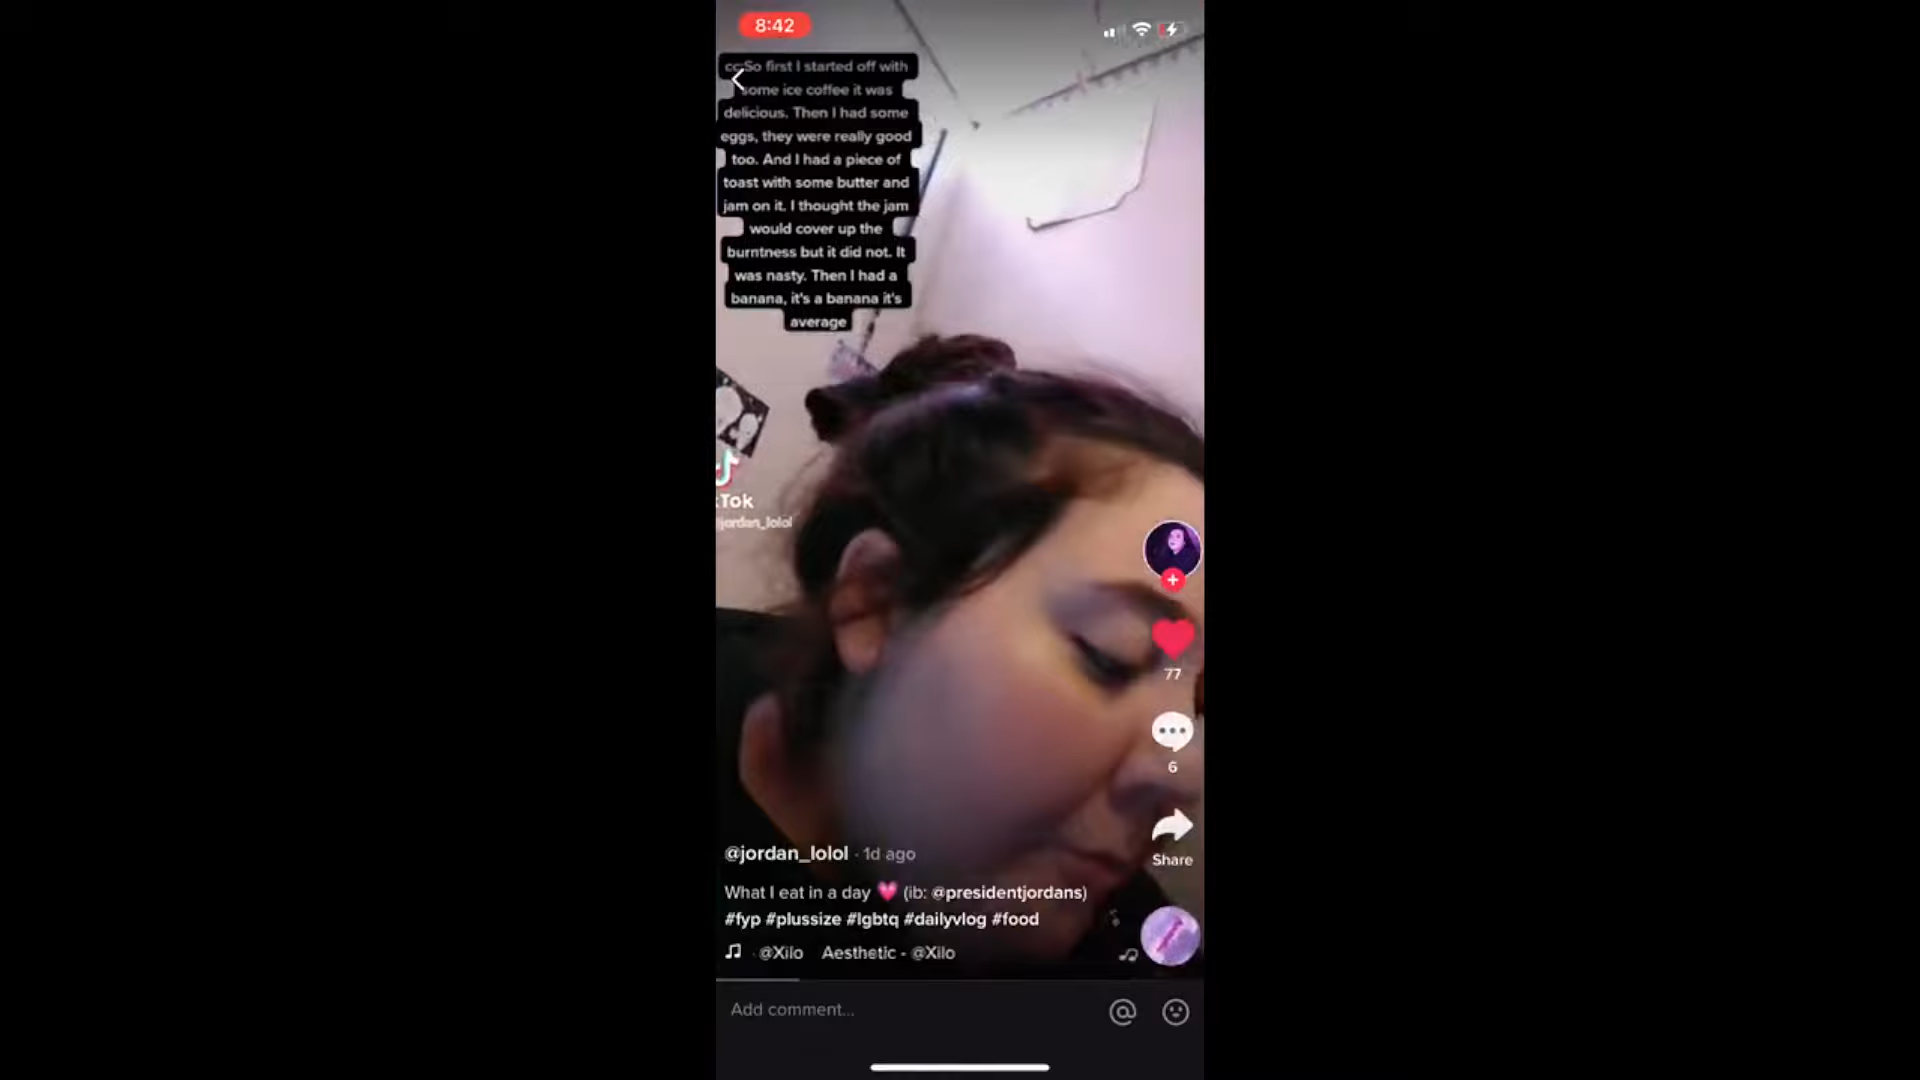 8:42
cc:So first I started off with
some ice coffee it was
delicious. Then I had some
eggs, they were really good
too. And I had a piece of
toast with some butter and
jam on it. I thought the jam
would cover up the
burntness but it did not. It
was nasty. Then I had a
banana, it's a banana it's
average
kTok
@jordan_lolol
77
6
Share
@jordan_lolol · 1d ago
What I eat in a day 💗 (ib: @presidentjordans)
#fyp #plussize #lgbtq #dailyvlog #food
· @Xilo Aesthetic - @Xilo
Add comment...